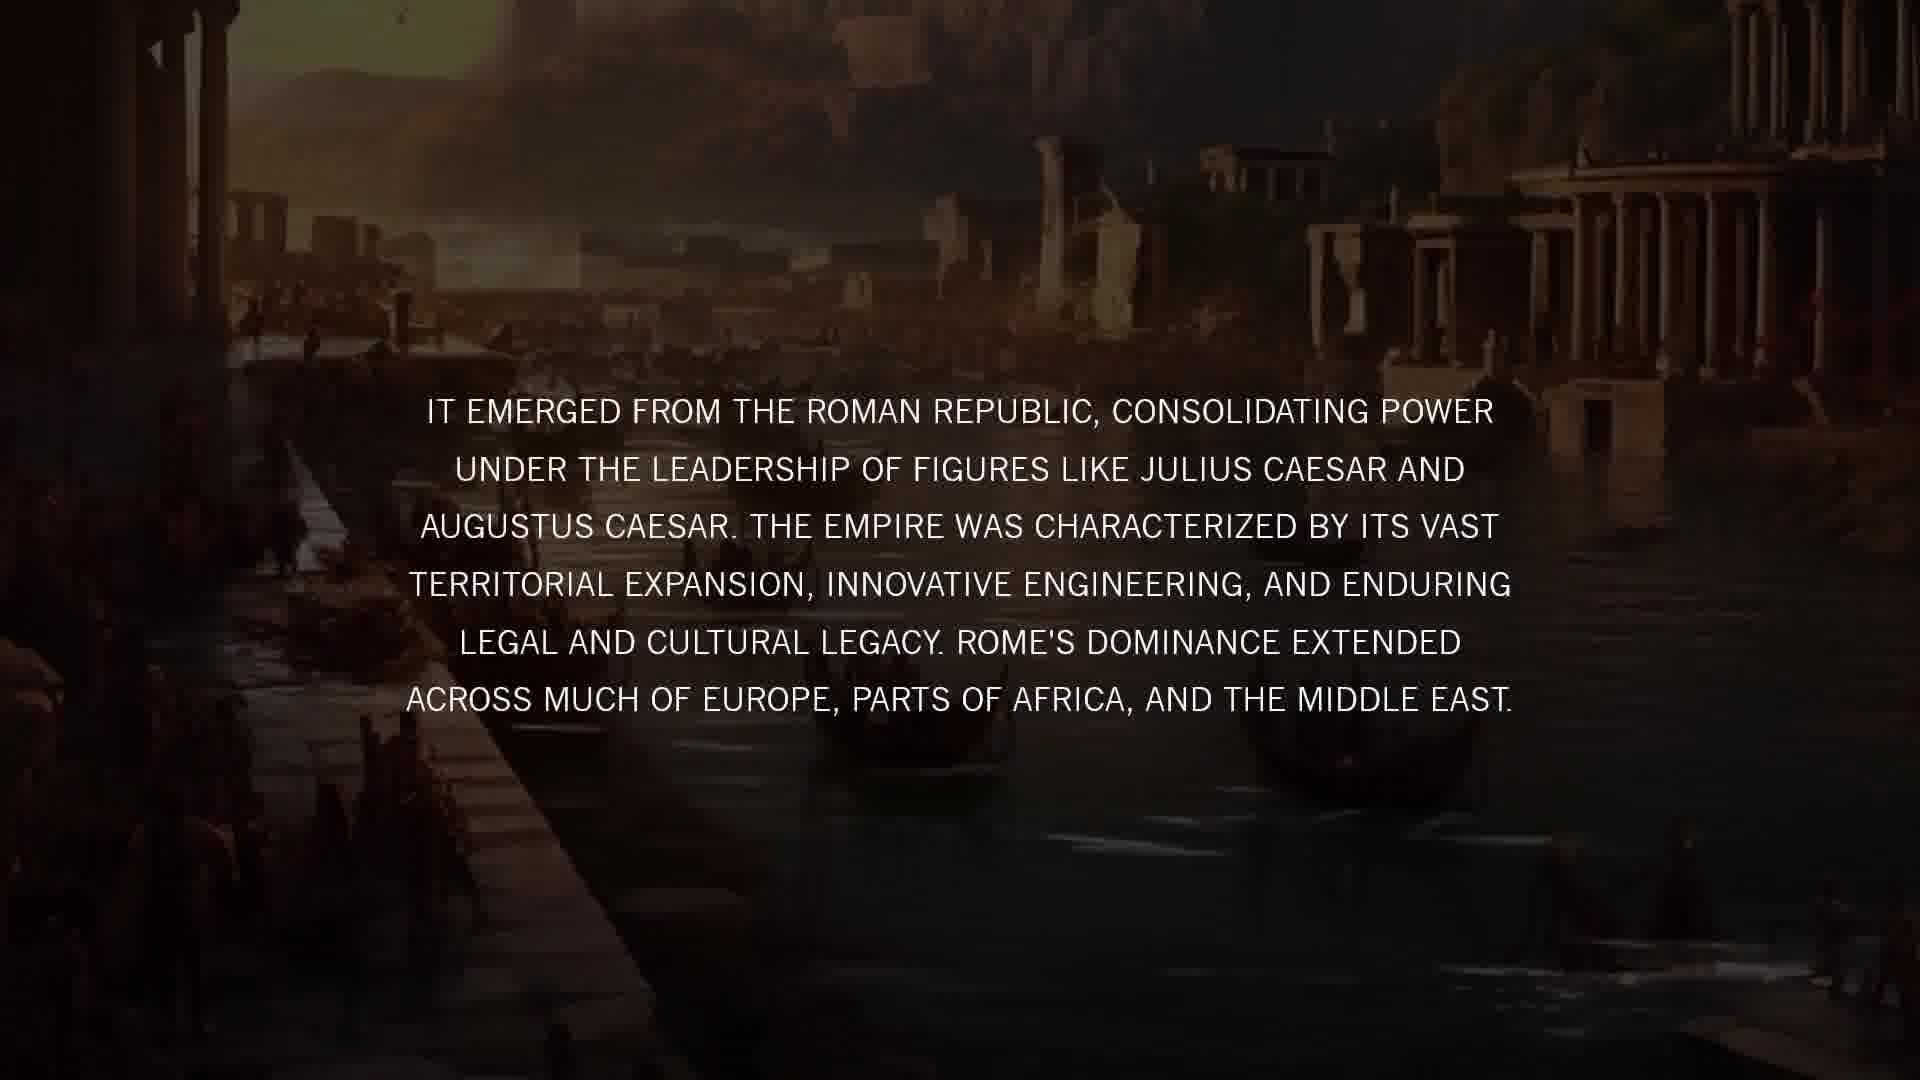 IT EMERGED FROM THE ROMAN REPUBLIC, CONSOLIDATING POWER
UNDER THE LEADERSHIP OF FIGURES LIKE JULIUS CAESAR AND
AUGUSTUS CAESAR. THE EMPIRE WAS CHARACTERIZED BY ITS VAST
TERRITORIAL EXPANSION, INNOVATIVE ENGINEERING, AND ENDURING
LEGAL AND CULTURAL LEGACY. ROME'S DOMINANCE EXTENDED
ACROSS MUCH OF EUROPE, PARTS OF AFRICA, AND THE MIDDLE EAST.